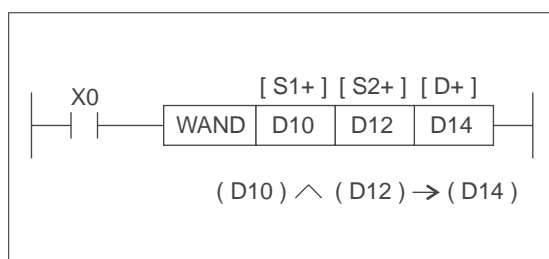 [ S1+ ] [ S2+ ] [ D+ ]
X0
WAND D10 D12 D14
( D10 ) ∧ ( D12 ) → ( D14 )